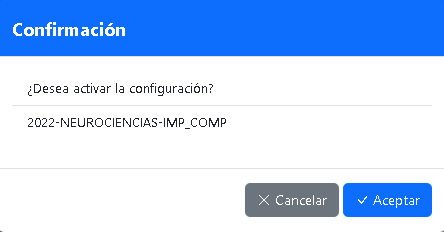 Confirmación
¿Desea activar la configuración?
2022-NEUROCIENCIAS-IMP_COMP
Cancelar
Aceptar